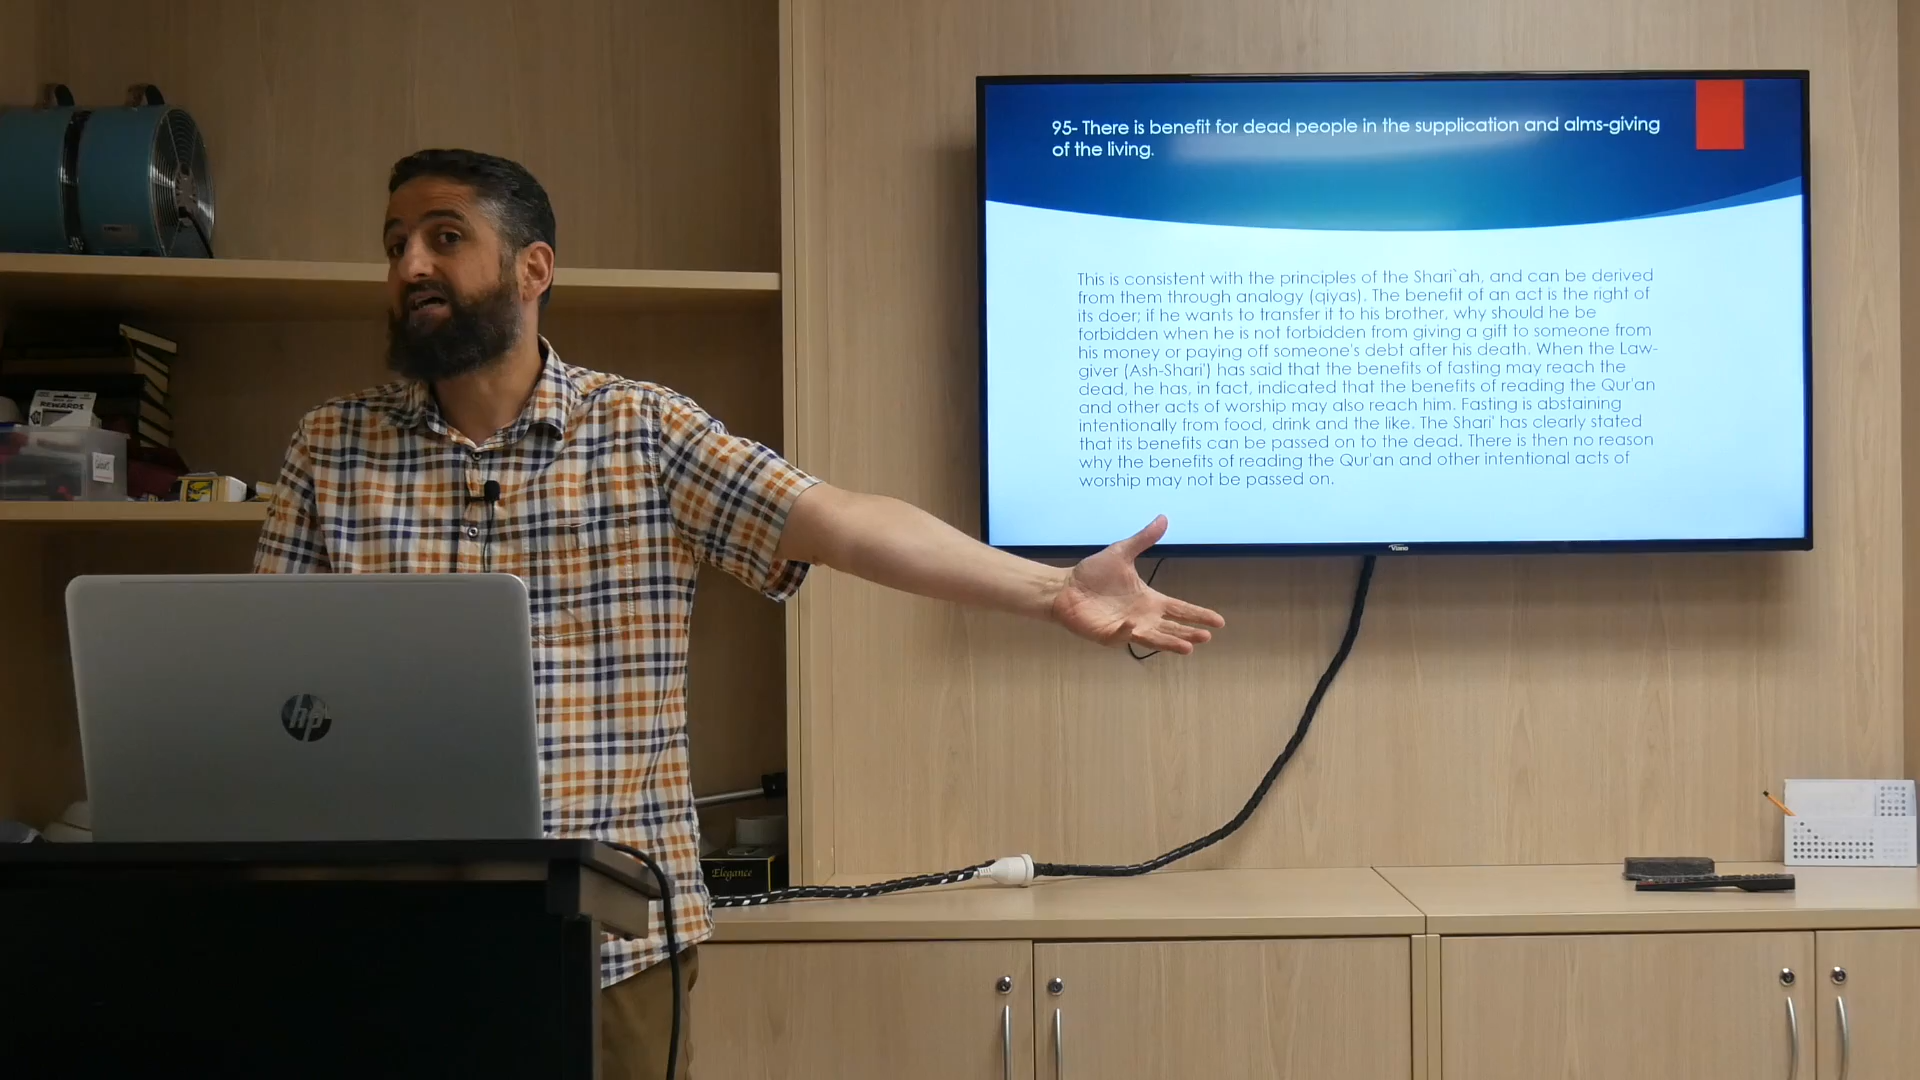 95- There is benefit for dead people in the supplication and alms-giving
of the living.
This is consistent with the principles of the Shari`ah, and can be derived
from them through analogy (qiyas). The benefit of an act is the right of
its doer; if he wants to transfer it to his brother, why should he be
forbidden when he is not forbidden from giving a gift to someone from
his money or paying off someone's debt after his death. When the Law-
giver (Ash-Shari') has said that the benefits of fasting may reach the
dead, he has, in fact, indicated that the benefits of reading the Qur'an
and other acts of worship may also reach him. Fasting is abstaining
intentionally from food, drink and the like. The Shari' has clearly stated
that its benefits can be passed on to the dead. There is then no reason
why the benefits of reading the Qur'an and other intentional acts of
worship may not be passed on.
REWARDS
hp
Elegance